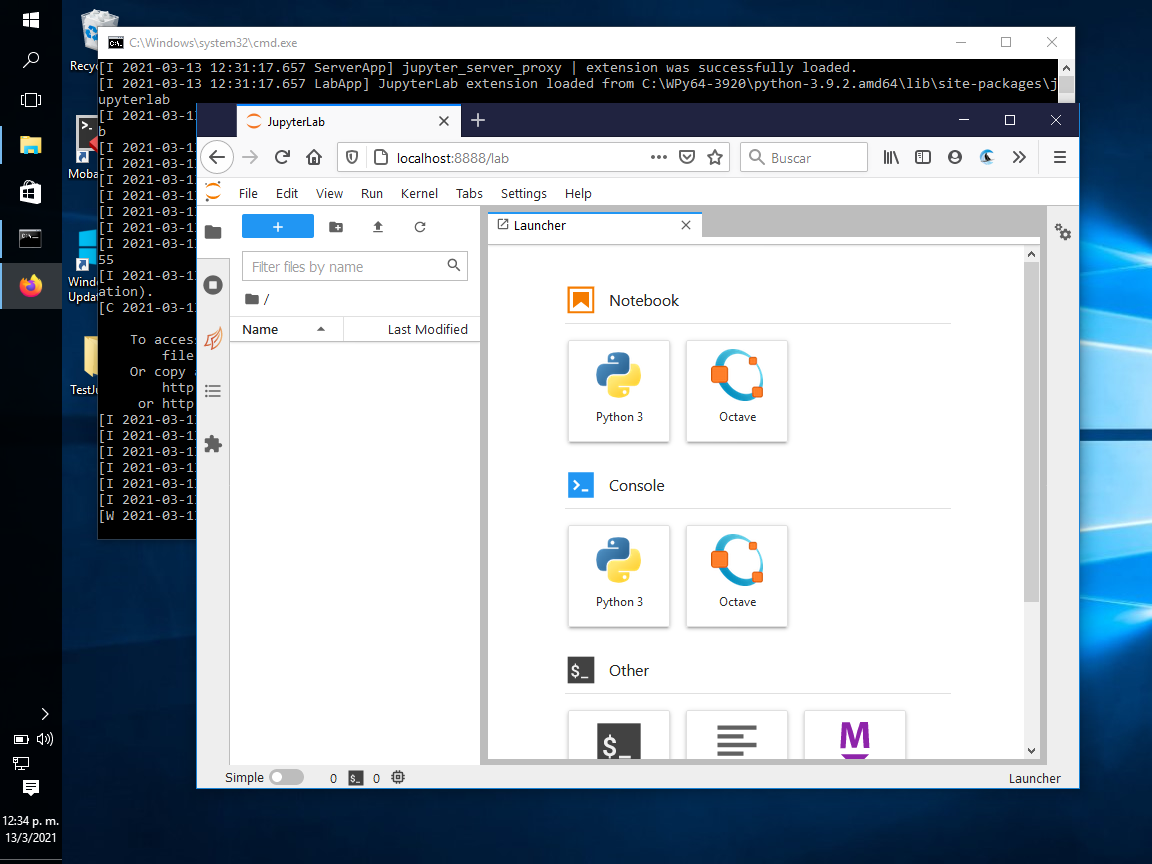 C:\Windows\system32\cmd.exe
[I 2021-03-13 12:31:17.657 ServerApp] jupyter_server_proxy | extension was successfully loaded.
[I 2021-03-13 12:31:17.657 LabApp] JupyterLab extension loaded from C:\WPy64-3920\python-3.9.2.amd64\lib\site-packages\j
upyterlab
[I 2021-03-1
b
[I 2021-03-1
[I 2021-03-1
[I 2021-03-1
[I 2021-03-1
[I 2021-03-1
[I 2021-03-1
[I 2021-03-1
55
[I 2021-03-1
ation).
[C 2021-03-1
To acces
file
Or copy
http
or http
[I 2021-03-1
[I 2021-03-1
[I 2021-03-1
[I 2021-03-1
[I 2021-03-1
[I 2021-03-1
[W 2021-03-1
Recyc
Moba
Windo
Updat
TestJu
JupyterLab
localhost:8888/lab
Buscar
File Edit View Run Kernel Tabs Settings Help
Launcher
Filter files by name
/
Name Last Modified
Notebook
Python 3 Octave
Console
Python 3 Octave
Other
$_ M
Simple 0 $_ 0 Launcher
12:34 p. m.
13/3/2021